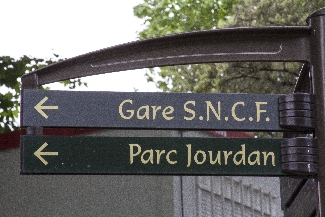 ← Gare S.N.C.F.
← Parc Jourdan